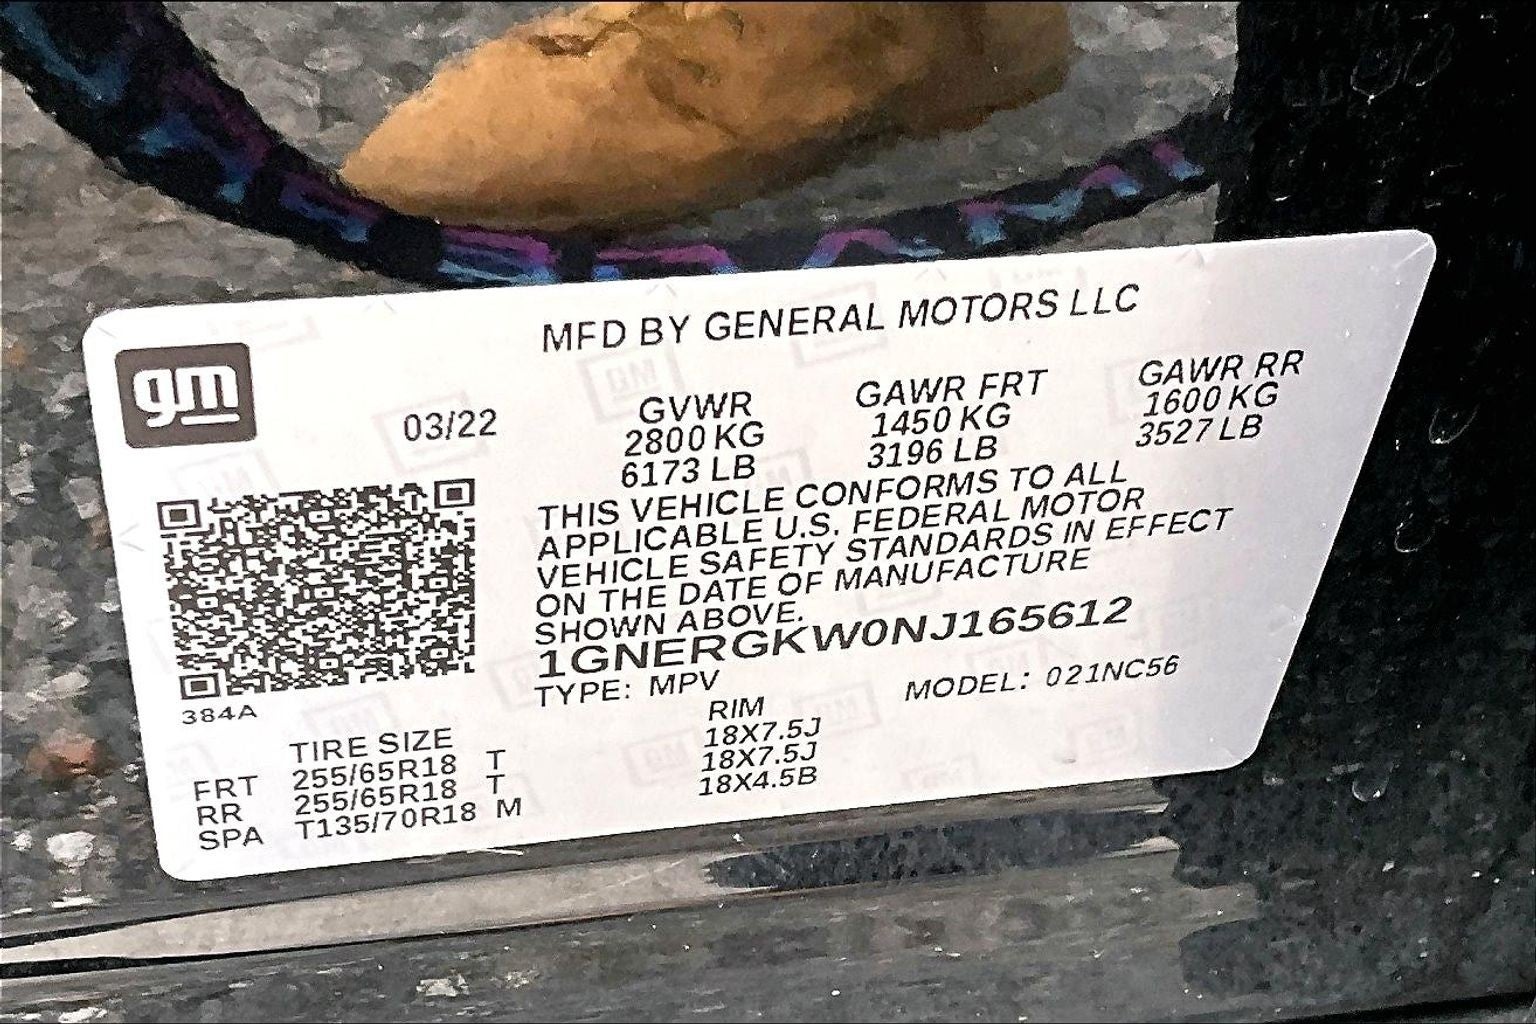 MFD BY GENERAL MOTORS LLC
gm
03/22
GVWR GAWR FRT GAWR RR
2800 KG 1450 KG 1600 KG
6173 LB 3196 LB 3527 LB
THIS VEHICLE CONFORMS TO ALL
APPLICABLE U.S. FEDERAL MOTOR
VEHICLE SAFETY STANDARDS IN EFFECT
ON THE DATE OF MANUFACTURE
SHOWN ABOVE.
1GNERGKW0NJ165612
TYPE: MPV MODEL: 021NC56
384A
TIRE SIZE RIM
FRT 255/65R18 T 18X7.5J
RR 255/65R18 T 18X7.5J
SPA T135/70R18 M 18X4.5B